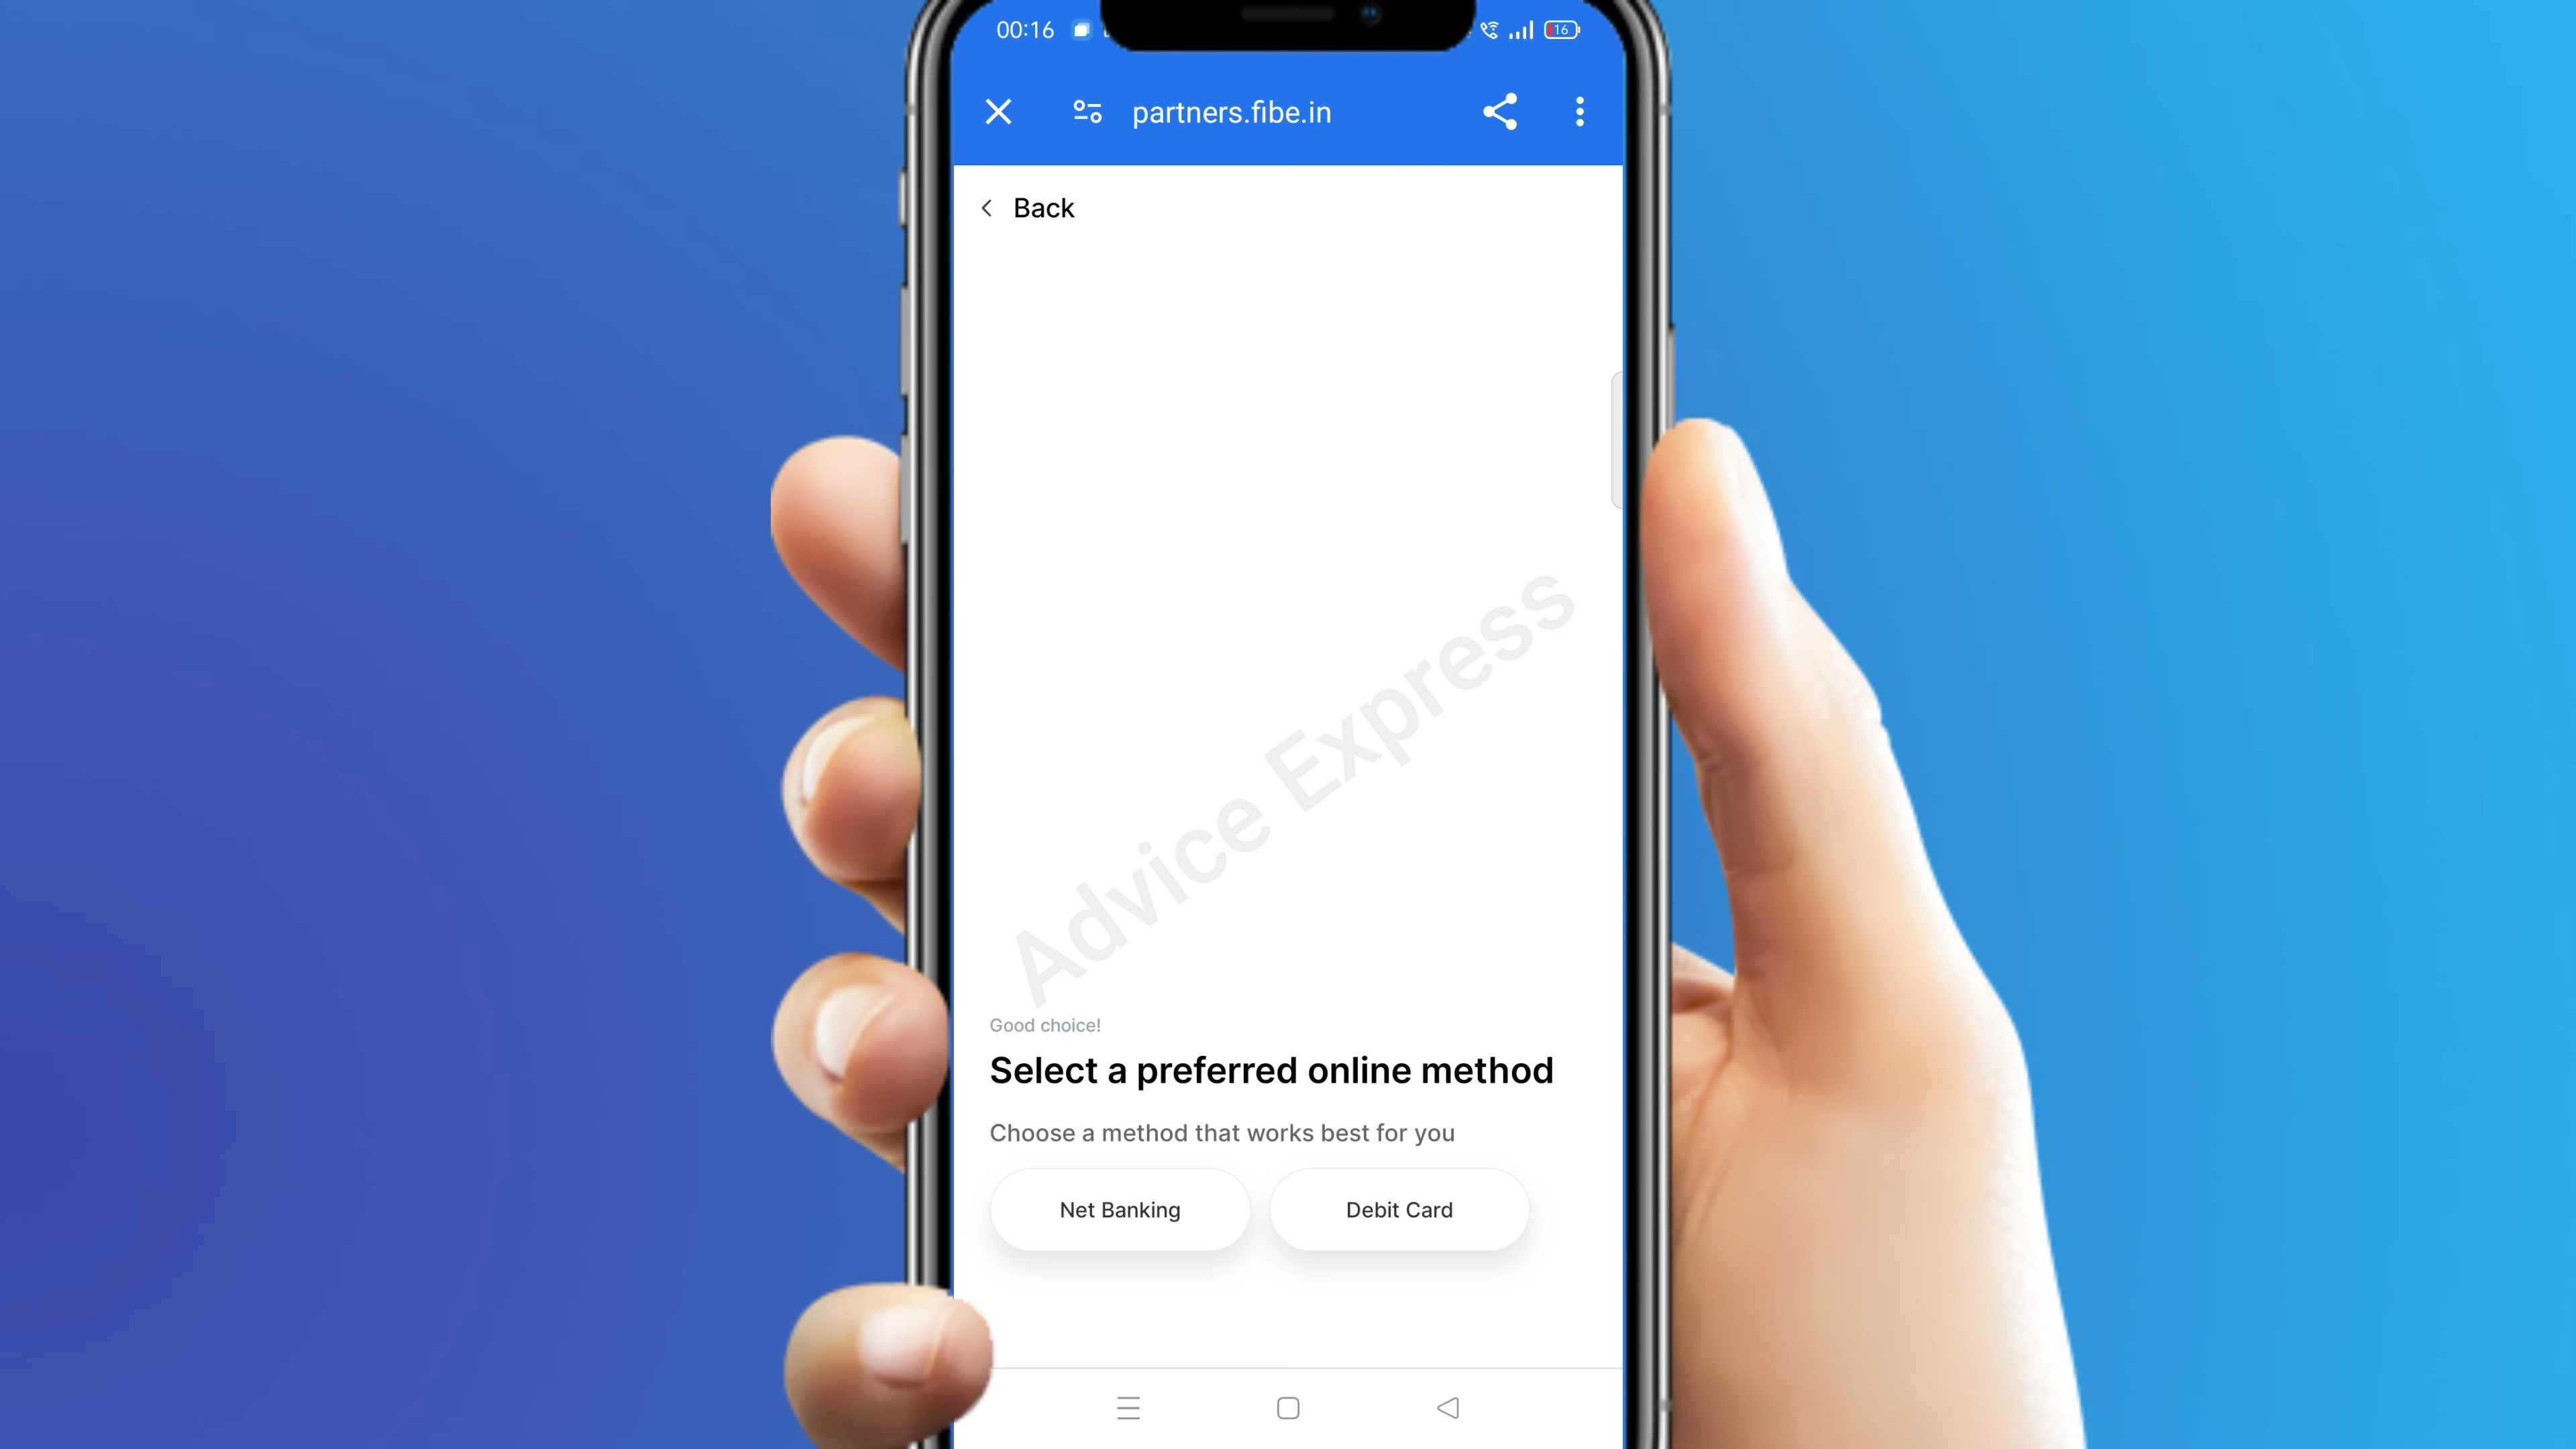 00:16
16
partners.fibe.in
Back
Advice Express
Good choice!
Select a preferred online method
Choose a method that works best for you
Net Banking
Debit Card